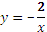 y = -2/x